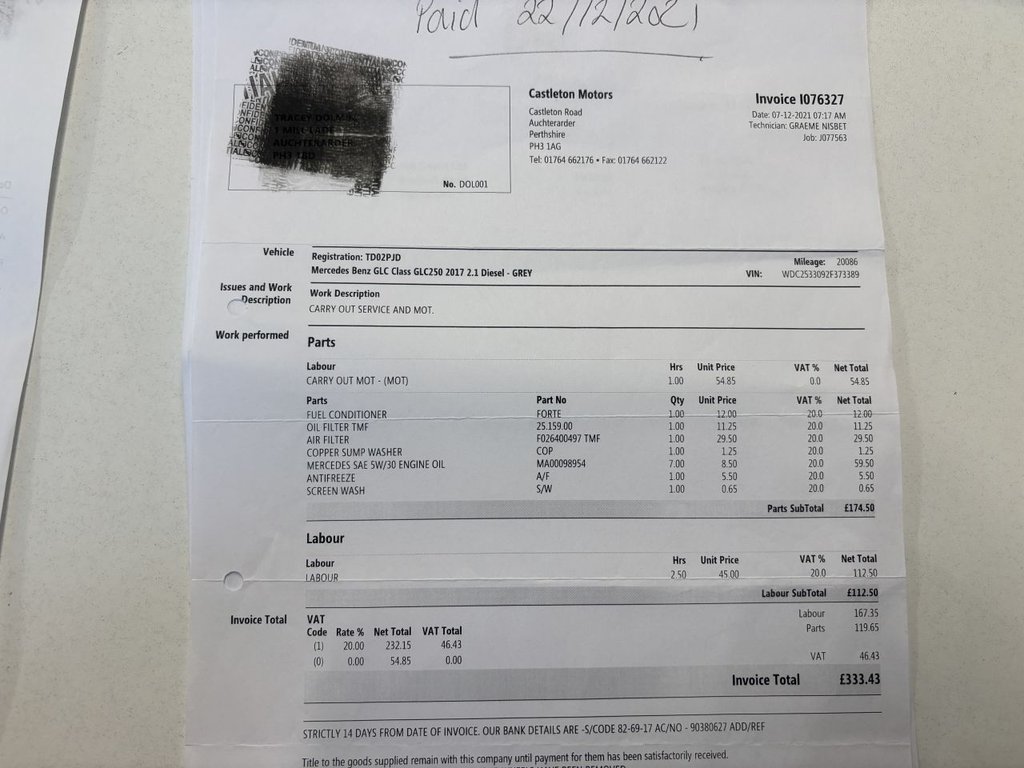 Paid 22/12/2021
Castleton Motors
Castleton Road
Auchterarder
Perthshire
PH3 1AG
Tel: 01764 662176 • Fax: 01764 662122
Invoice I076327
Date: 07-12-2021 07:17 AM
Technician: GRAEME NISBET
Job: J077563
AUCHTERARDER
No. DOL001
Vehicle
Registration: TD02PJD
Mercedes Benz GLC Class GLC250 2017 2.1 Diesel - GREY
Mileage: 20086
VIN: WDC2533092F373389
Issues and Work Description
Work Description
CARRY OUT SERVICE AND MOT.
Work performed
Parts
Labour Hrs Unit Price VAT % Net Total
CARRY OUT MOT - (MOT) 1.00 54.85 0.0 54.85
Parts Part No Qty Unit Price VAT % Net Total
FUEL CONDITIONER FORTE 1.00 12.00 20.0 12.00
OIL FILTER TMF 25.159.00 1.00 11.25 20.0 11.25
AIR FILTER F026400497 TMF 1.00 29.50 20.0 29.50
COPPER SUMP WASHER COP 1.00 1.25 20.0 1.25
MERCEDES SAE 5W/30 ENGINE OIL MA00098954 7.00 8.50 20.0 59.50
ANTIFREEZE A/F 1.00 5.50 20.0 5.50
SCREEN WASH S/W 1.00 0.65 20.0 0.65
Parts SubTotal £174.50
Labour
Labour Hrs Unit Price VAT % Net Total
LABOUR 2.50 45.00 20.0 112.50
Labour SubTotal £112.50
Invoice Total
VAT
Code Rate % Net Total VAT Total
(1) 20.00 232.15 46.43
(0) 0.00 54.85 0.00
Labour 167.35
Parts 119.65
VAT 46.43
Invoice Total £333.43
STRICTLY 14 DAYS FROM DATE OF INVOICE. OUR BANK DETAILS ARE -S/CODE 82-69-17 AC/NO - 90380627 ADD/REF
Title to the goods supplied remain with this company until payment for them has been satisfactorily received.